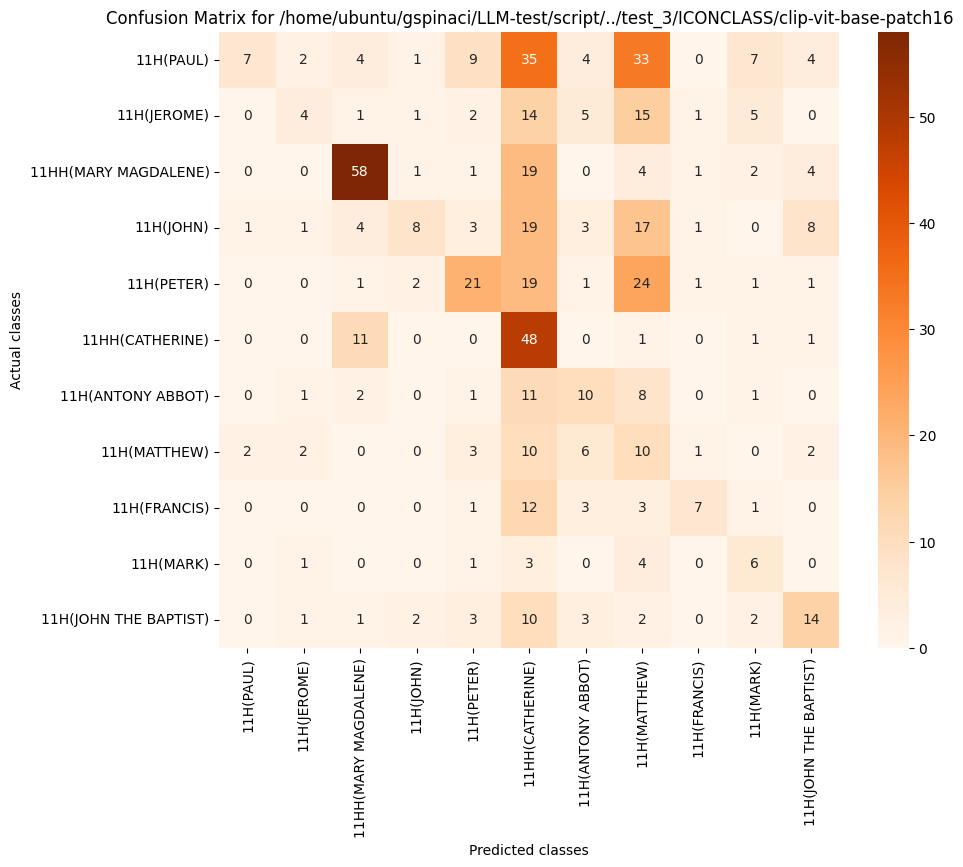 Confusion Matrix for /home/ubuntu/gspinaci/LLM-test/script/../test_3/ICONCLASS/clip-vit-base-patch16
Actual classes
11H(PAUL) 7 2 4 1 9 35 4 33 0 7 4
11H(JEROME) 0 4 1 1 2 14 5 15 1 5 0
11HH(MARY MAGDALENE) 0 0 58 1 1 19 0 4 1 2 4
11H(JOHN) 1 1 4 8 3 19 3 17 1 0 8
11H(PETER) 0 0 1 2 21 19 1 24 1 1 1
11HH(CATHERINE) 0 0 11 0 0 48 0 1 0 1 1
11H(ANTONY ABBOT) 0 1 2 0 1 11 10 8 0 1 0
11H(MATTHEW) 2 2 0 0 3 10 6 10 1 0 2
11H(FRANCIS) 0 0 0 0 1 12 3 3 7 1 0
11H(MARK) 0 1 0 0 1 3 0 4 0 6 0
11H(JOHN THE BAPTIST) 0 1 1 2 3 10 3 2 0 2 14
11H(PAUL)
11H(JEROME)
11HH(MARY MAGDALENE)
11H(JOHN)
11H(PETER)
11HH(CATHERINE)
11H(ANTONY ABBOT)
11H(MATTHEW)
11H(FRANCIS)
11H(MARK)
11H(JOHN THE BAPTIST)
Predicted classes
50
40
30
20
10
0